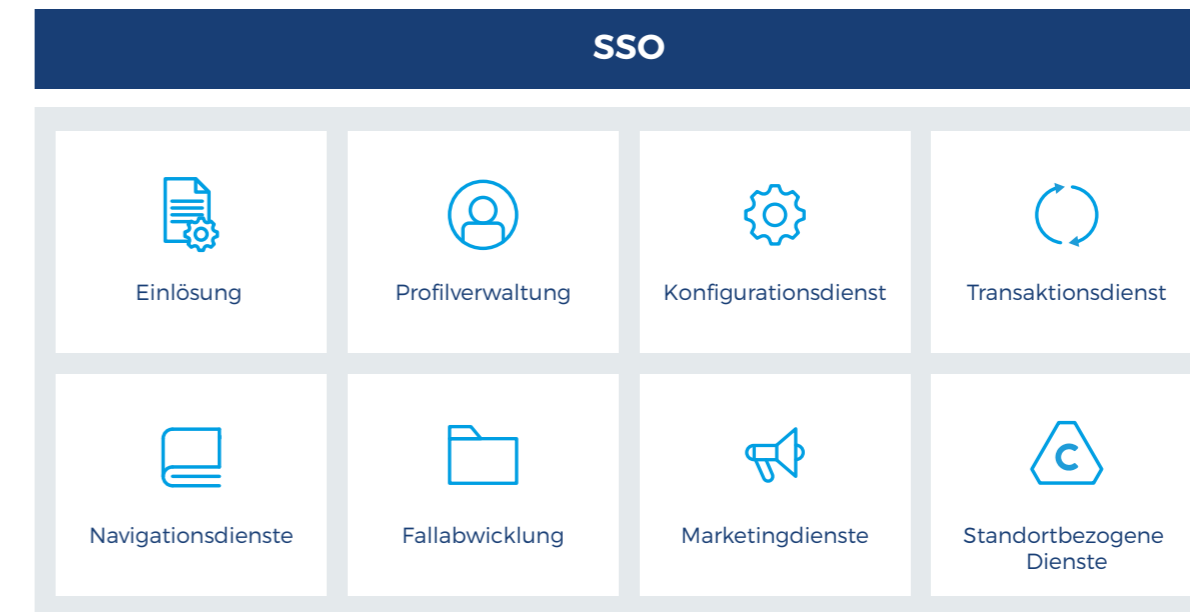 SSO
Einlösung
Profilverwaltung
Konfigurationsdienst
Transaktionsdienst
Navigationsdienste
Fallabwicklung
Marketingdienste
C
Standortbezogene
Dienste